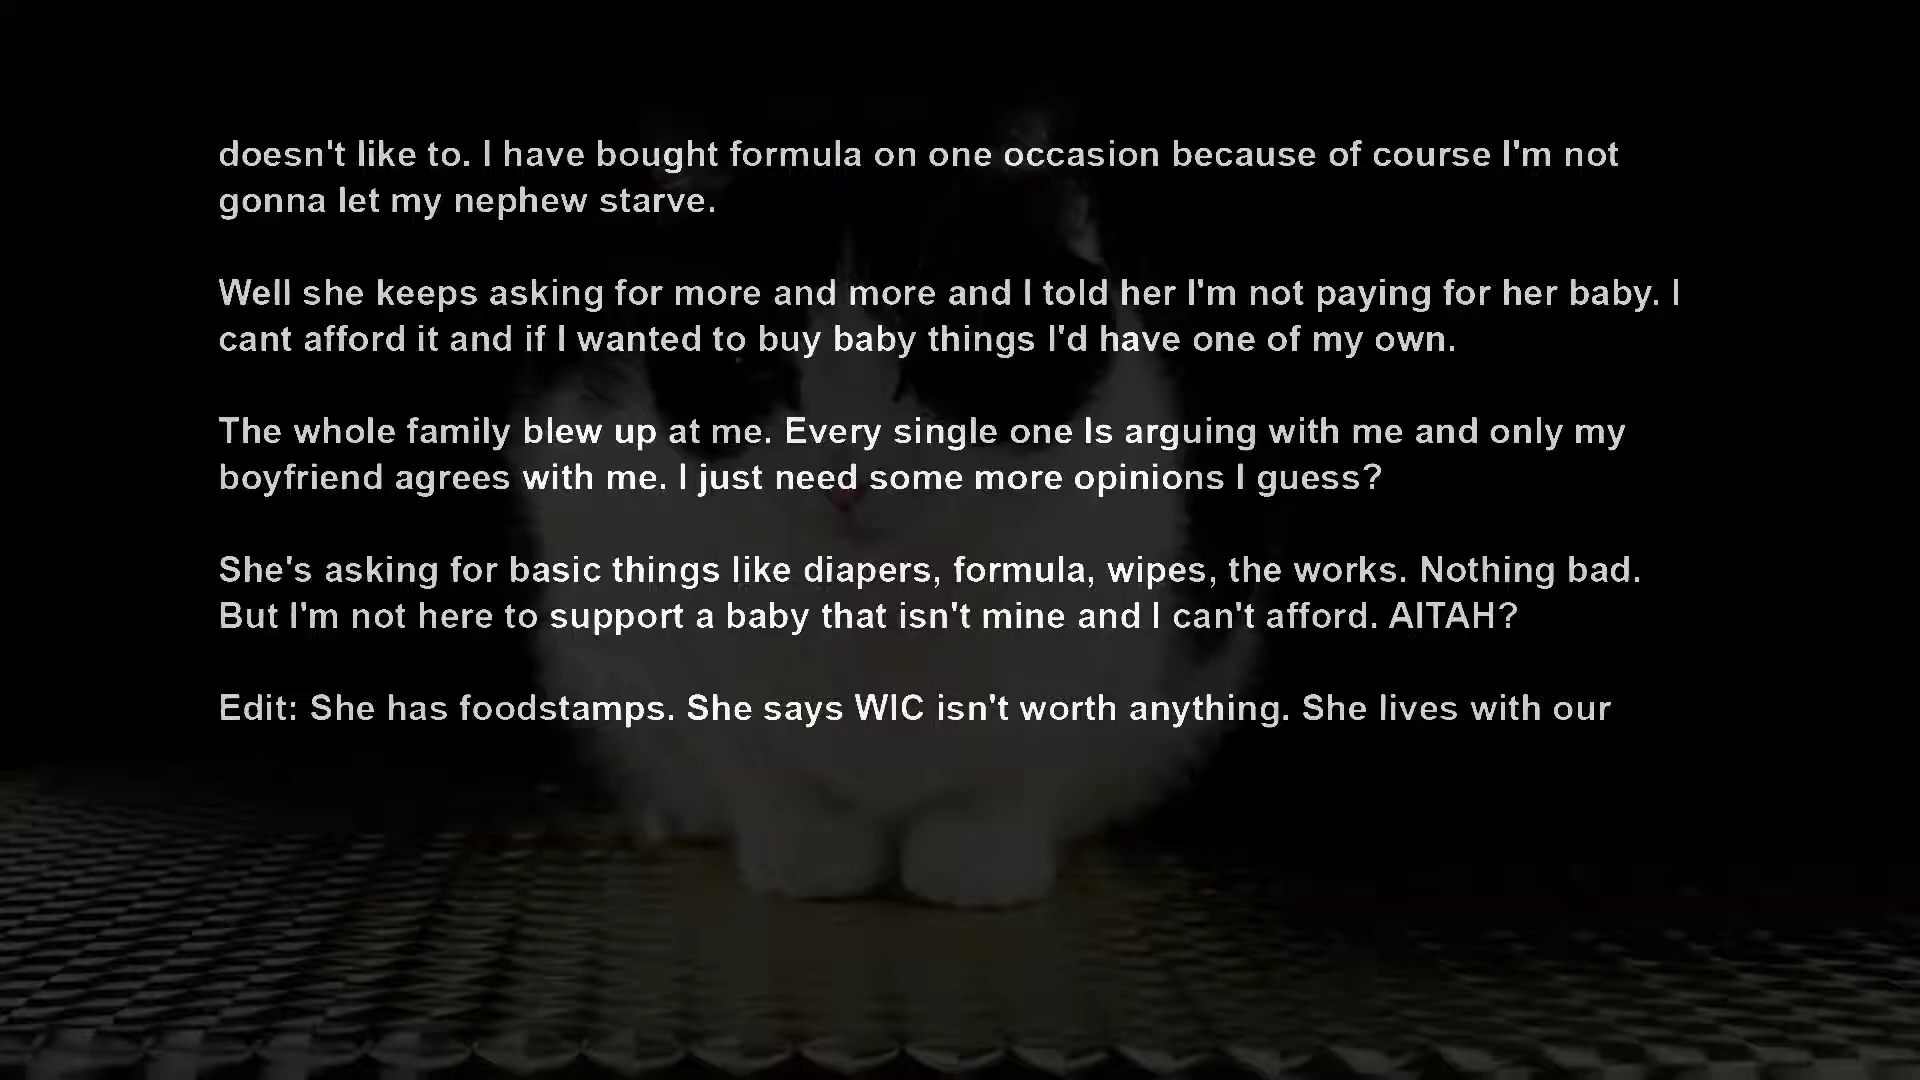 doesn't like to. I have bought formula on one occasion because of course I'm not
gonna let my nephew starve.
Well she keeps asking for more and more and I told her I'm not paying for her baby. I
cant afford it and if I wanted to buy baby things I'd have one of my own.
The whole family blew up at me. Every single one Is arguing with me and only my
boyfriend agrees with me. I just need some more opinions I guess?
She's asking for basic things like diapers, formula, wipes, the works. Nothing bad.
But I'm not here to support a baby that isn't mine and I can't afford. AITAH?
Edit: She has foodstamps. She says WIC isn't worth anything. She lives with our